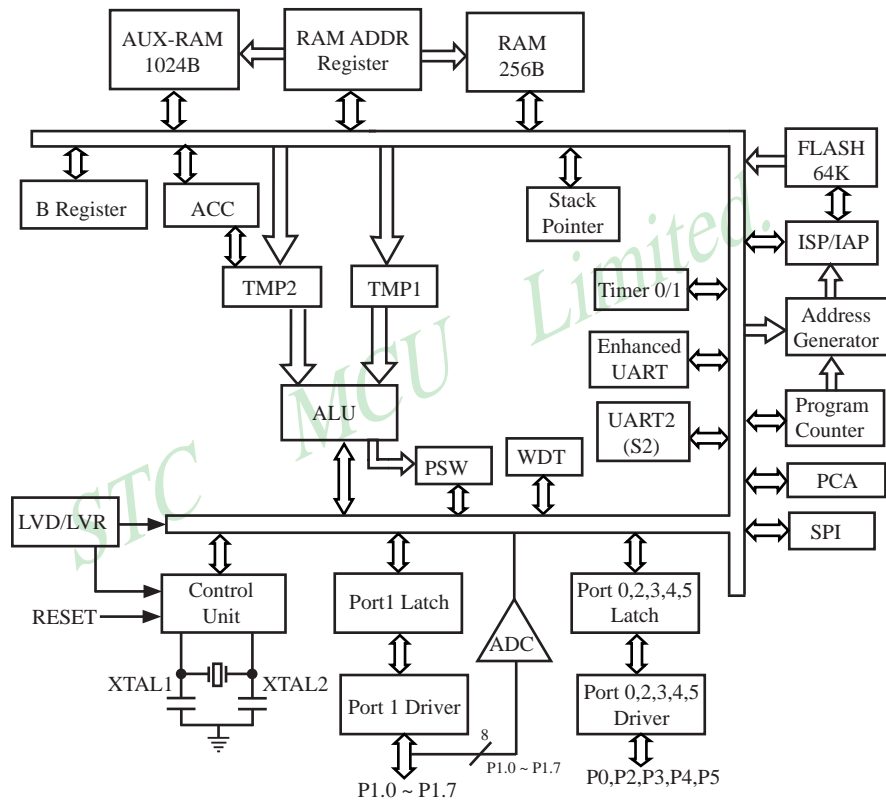 AUX-RAM
1024B
RAM ADDR
Register
RAM
256B
FLASH
64K
B Register
ACC
Stack
Pointer
ISP/IAP
TMP2
TMP1
Timer 0/1
Address
Generator
Enhanced
UART
ALU
UART2
(S2)
Program
Counter
PSW
WDT
PCA
LVD/LVR
SPI
Control
Unit
RESET
Port1 Latch
ADC
Port 0,2,3,4,5
Latch
XTAL1
XTAL2
Port 1 Driver
Port 0,2,3,4,5
Driver
8
P1.0 ~ P1.7
P1.0 ~ P1.7
P0,P2,P3,P4,P5
STC MCU Limited.